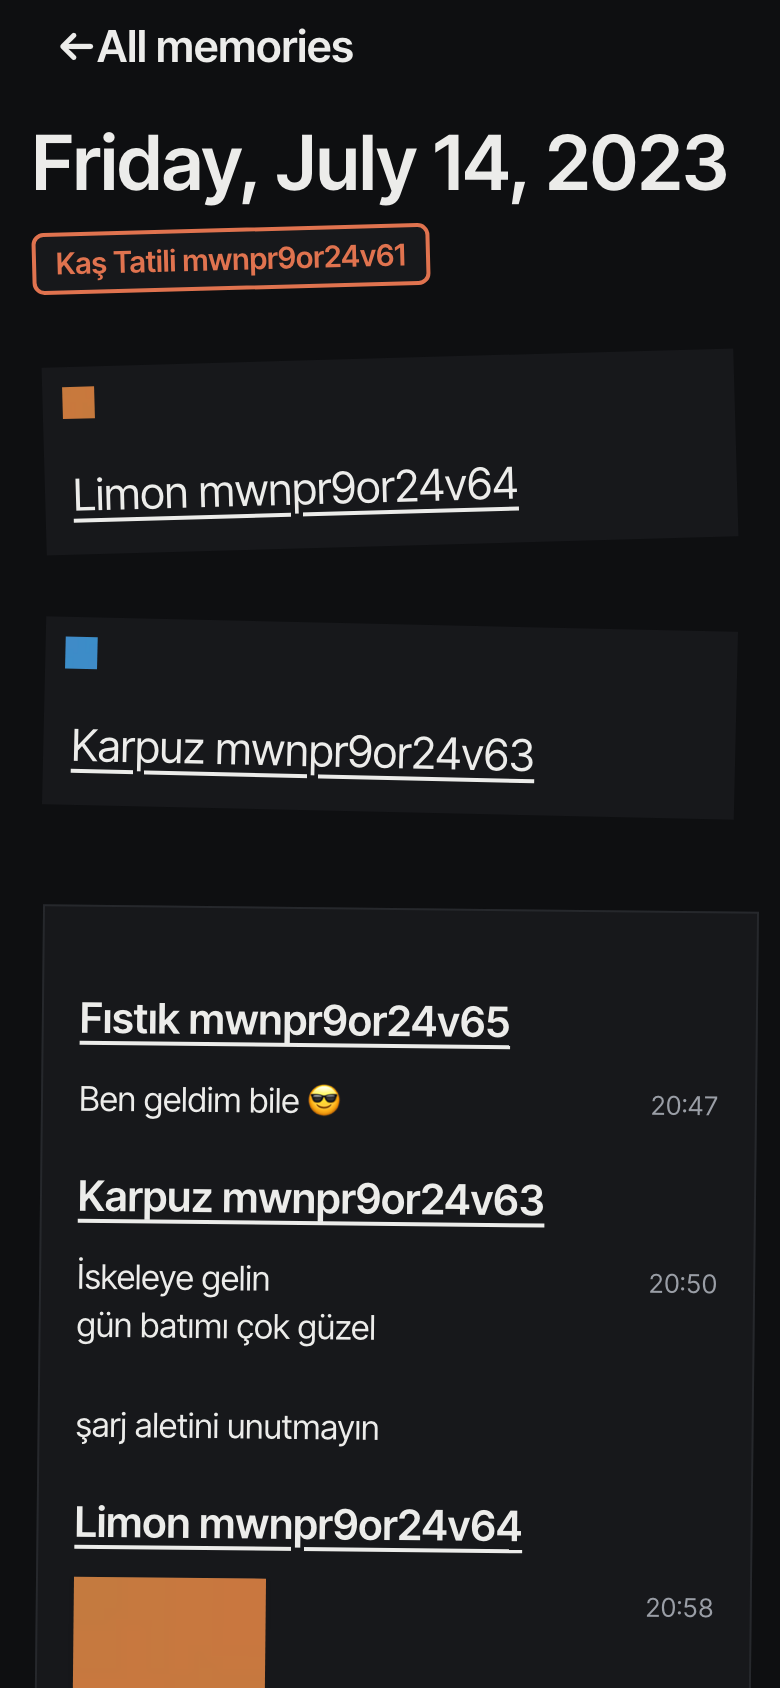 ←All memories
Friday, July 14, 2023
Kaş Tatili mwnpr9or24v61
Limon mwnpr9or24v64
Karpuz mwnpr9or24v63
Fıstık mwnpr9or24v65
Ben geldim bile 😎 20:47
Karpuz mwnpr9or24v63
İskeleye gelin 20:50
gün batımı çok güzel
şarj aletini unutmayın
Limon mwnpr9or24v64
20:58